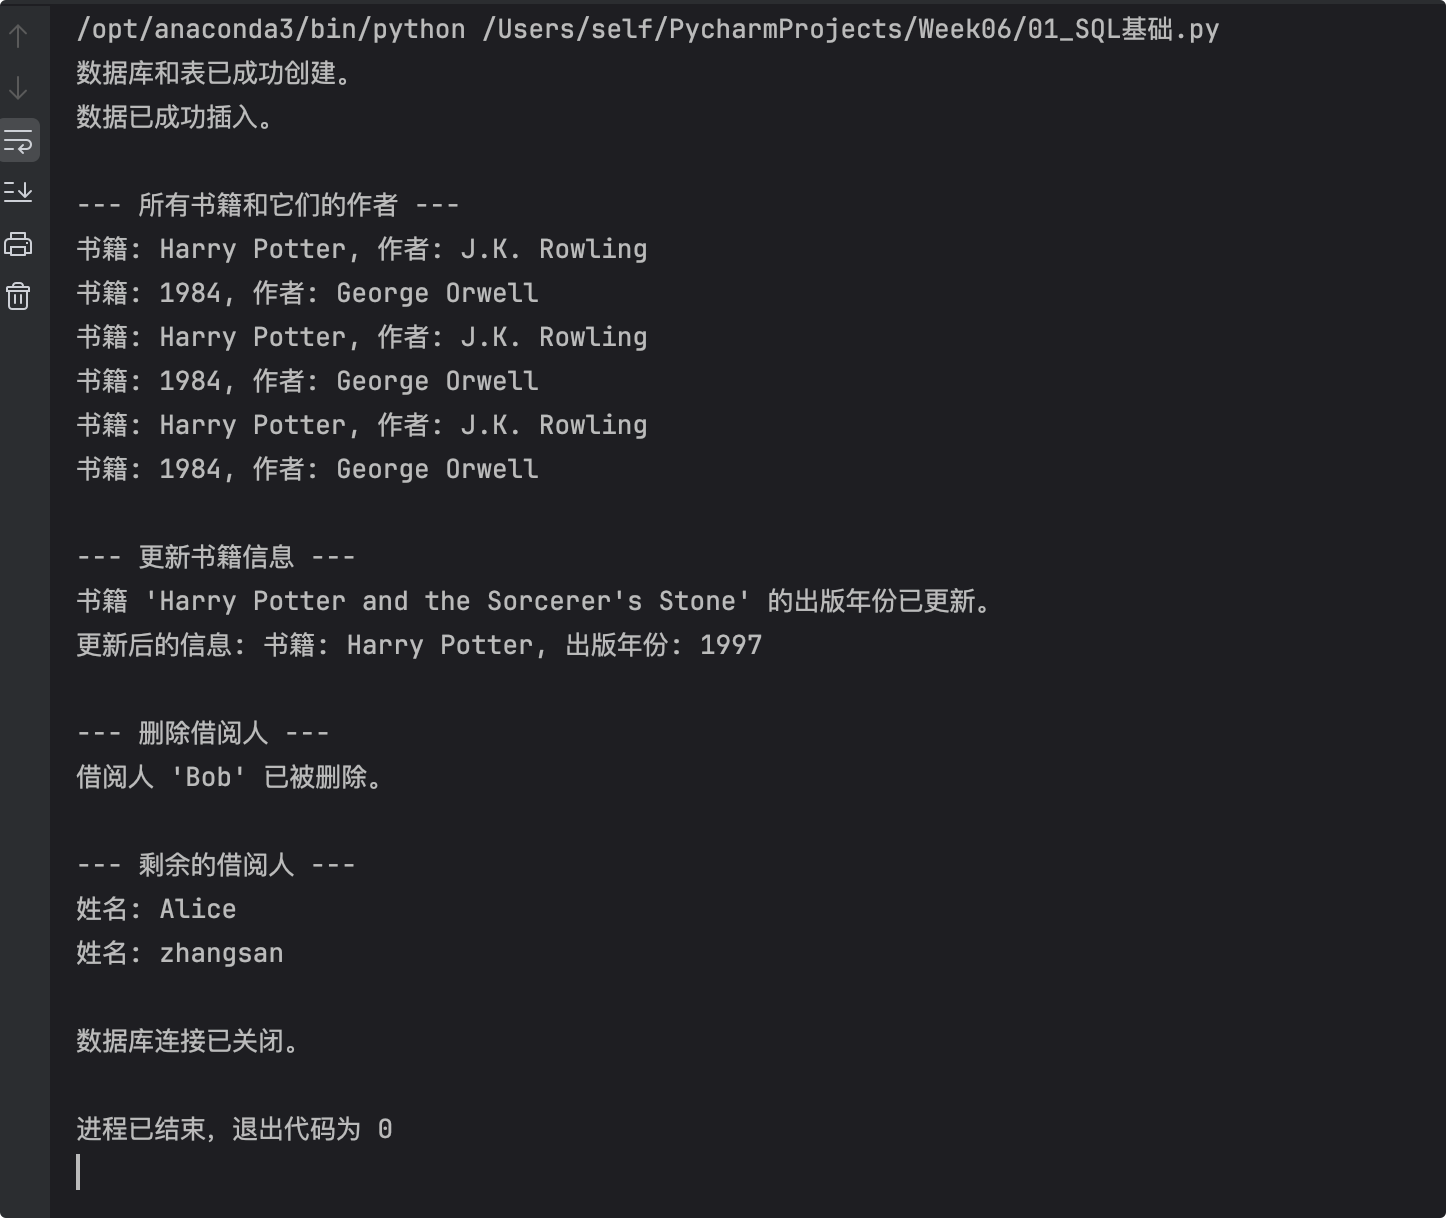 /opt/anaconda3/bin/python /Users/self/PycharmProjects/Week06/01_SQL基础.py
数据库和表已成功创建。
数据已成功插入。
--- 所有书籍和它们的作者 ---
书籍: Harry Potter, 作者: J.K. Rowling
书籍: 1984, 作者: George Orwell
书籍: Harry Potter, 作者: J.K. Rowling
书籍: 1984, 作者: George Orwell
书籍: Harry Potter, 作者: J.K. Rowling
书籍: 1984, 作者: George Orwell
--- 更新书籍信息 ---
书籍 'Harry Potter and the Sorcerer's Stone' 的出版年份已更新。
更新后的信息: 书籍: Harry Potter, 出版年份: 1997
--- 删除借阅人 ---
借阅人 'Bob' 已被删除。
--- 剩余的借阅人 ---
姓名: Alice
姓名: zhangsan
数据库连接已关闭。
进程已结束，退出代码为 0